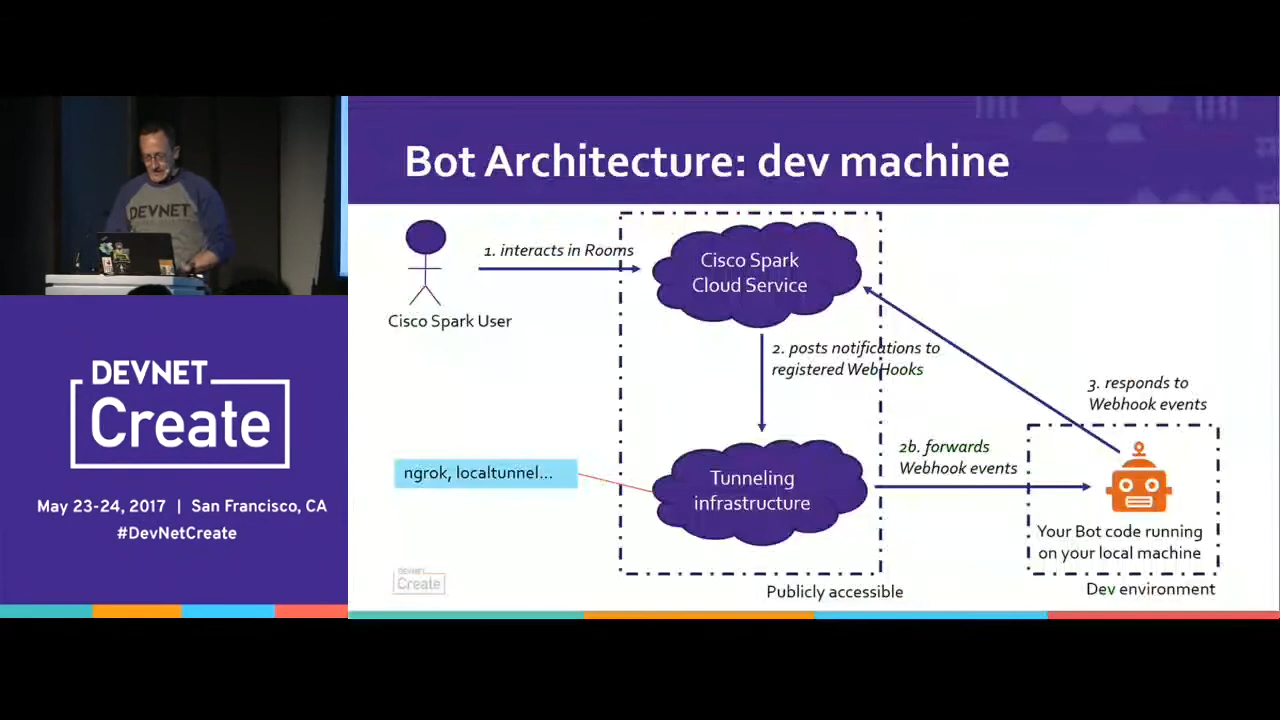 DEVNET
DEVNET
Create
May 23-24, 2017 | San Francisco, CA
#DevNetCreate
Bot Architecture: dev machine
1. interacts in Rooms
Cisco Spark
Cloud Service
Cisco Spark User
2. posts notifications to
registered WebHooks
3. responds to
Webhook events
2b. forwards
Webhook events
ngrok, localtunnel...
Tunneling
infrastructure
Your Bot code running
on your local machine
Dev environment
Publicly accessible
DEVNET
Create